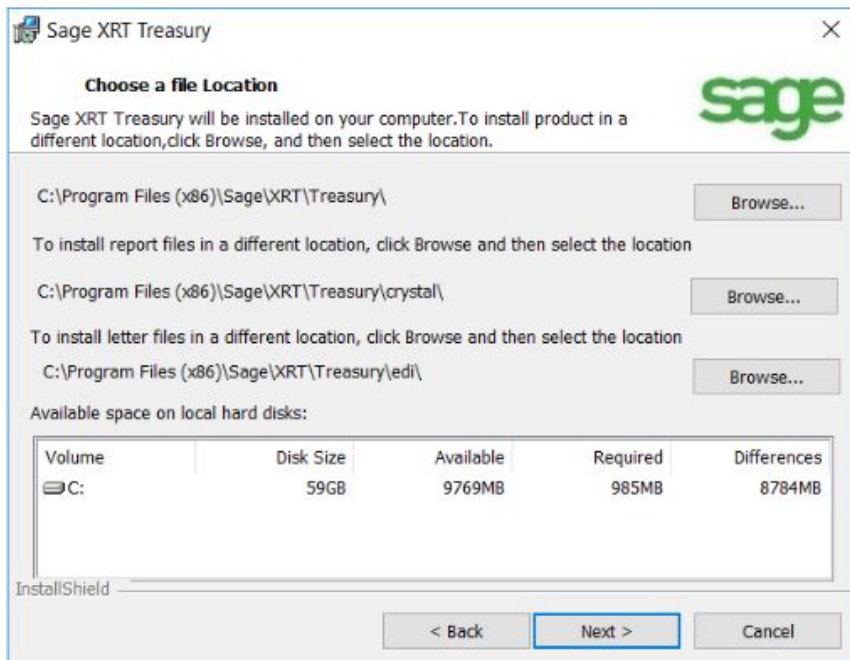 Sage XRT Treasury
Choose a file Location
Sage XRT Treasury will be installed on your computer.To install product in a
different location,click Browse, and then select the location.
sage
C:\Program Files (x86)\Sage\XRT\Treasury\
Browse...
To install report files in a different location, click Browse and then select the location
C:\Program Files (x86)\Sage\XRT\Treasury\crystal\
Browse...
To install letter files in a different location, click Browse and then select the location
C:\Program Files (x86)\Sage\XRT\Treasury\edi\
Browse...
Available space on local hard disks:
Volume Disk Size Available Required Differences
C: 59GB 9769MB 985MB 8784MB
InstallShield
< Back Next > Cancel